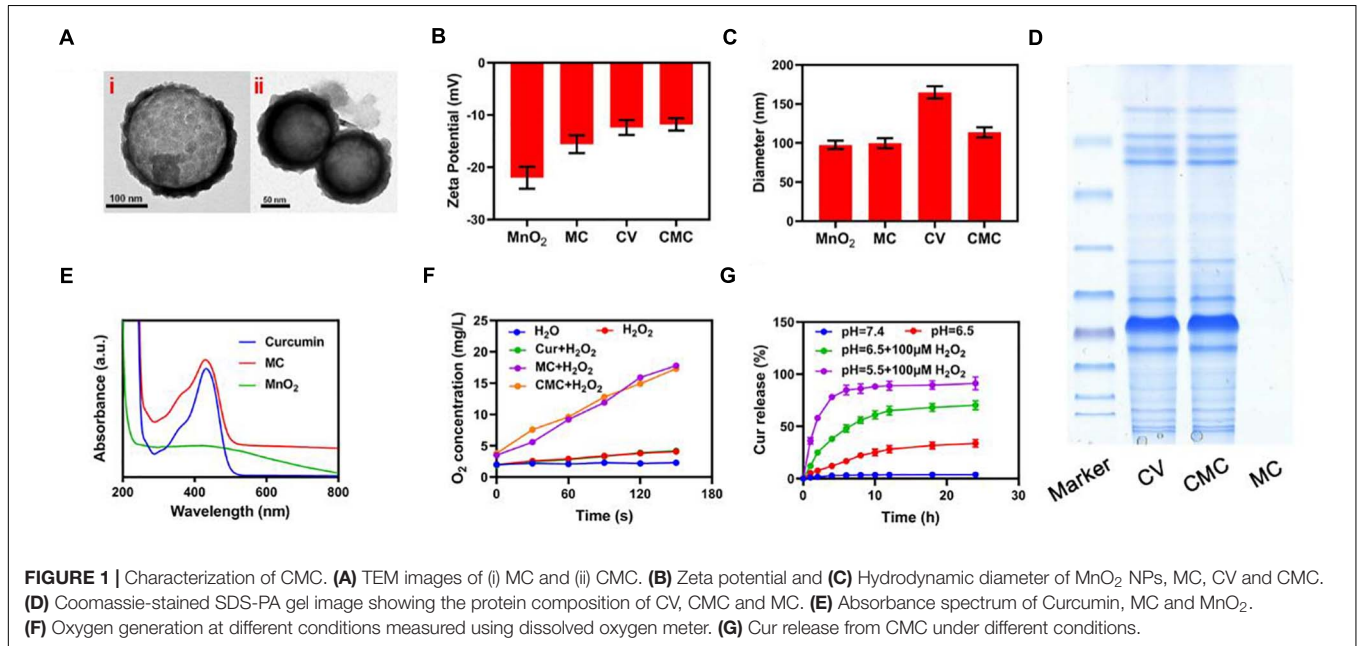 A
i
ii
100 nm
50 nm
B
Zeta Potential (mV)
0
-10
-20
-30
MnO₂ MC CV CMC
C
Diameter (nm)
200
150
100
50
0
MnO₂ MC CV CMC
D
Marker CV CMC MC
E
Absorbance (a.u.)
Curcumin
MC
MnO₂
200 400 600 800
Wavelength (nm)
F
O₂ concentration (mg/L)
25
20
15
10
5
0
H₂O H₂O₂
Cur+H₂O₂
MC+H₂O₂
CMC+H₂O₂
0 60 120 180
Time (s)
G
Cur release (%)
150
100
50
0
pH=7.4 pH=6.5
pH=6.5+100μM H₂O₂
pH=5.5+100μM H₂O₂
0 10 20 30
Time (h)
FIGURE 1 | Characterization of CMC. (A) TEM images of (i) MC and (ii) CMC. (B) Zeta potential and (C) Hydrodynamic diameter of MnO₂ NPs, MC, CV and CMC.
(D) Coomassie-stained SDS-PA gel image showing the protein composition of CV, CMC and MC. (E) Absorbance spectrum of Curcumin, MC and MnO₂.
(F) Oxygen generation at different conditions measured using dissolved oxygen meter. (G) Cur release from CMC under different conditions.